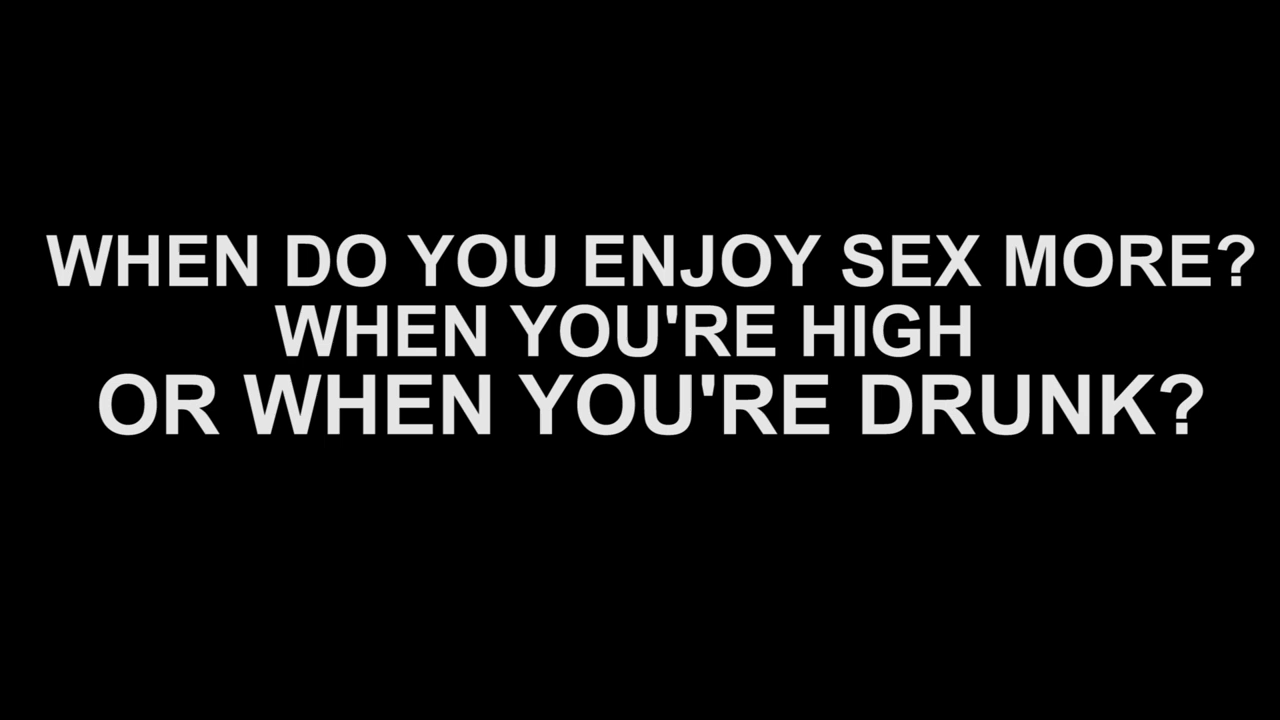 WHEN DO YOU ENJOY SEX MORE?
WHEN YOU'RE HIGH
OR WHEN YOU'RE DRUNK?